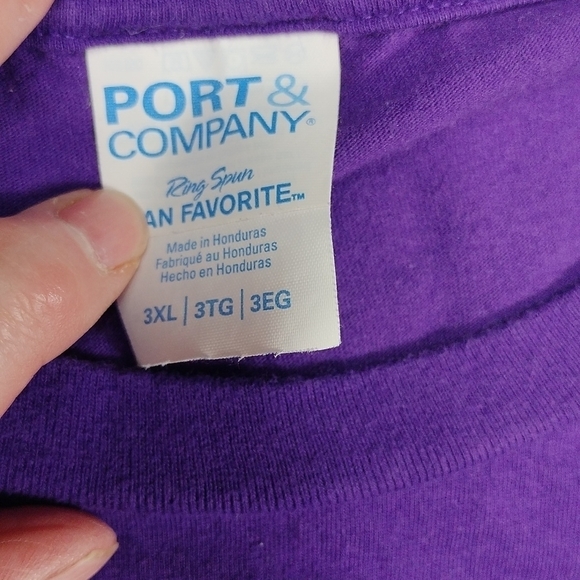 PORT &
COMPANY®
Ring Spun
AN FAVORITE™
Made in Honduras
Fabriqué au Honduras
Hecho en Honduras
3XL | 3TG | 3EG